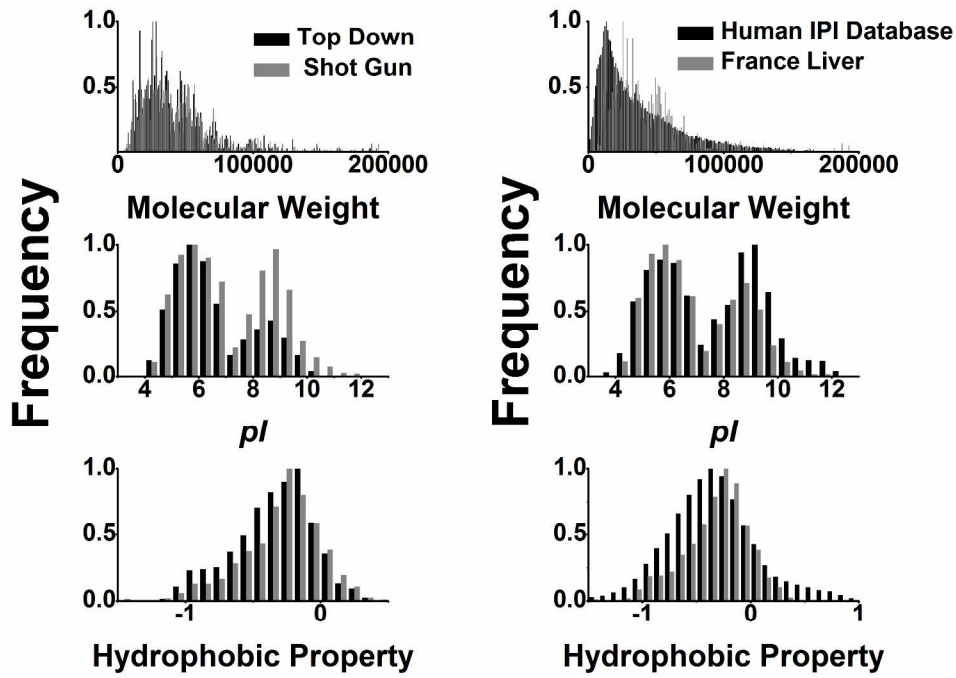 1.0
0.5
0 100000 200000
Top Down
Shot Gun
Molecular Weight
1.0
0.5
0 100000 200000
Human IPI Database
France Liver
Molecular Weight
Frequency
1.0
0.5
0.0
4 6 8 10 12
pI
Frequency
1.0
0.5
0.0
4 6 8 10 12
pI
1.0
0.5
0.0
-1 0
Hydrophobic Property
1.0
0.5
0.0
-1 0 1
Hydrophobic Property